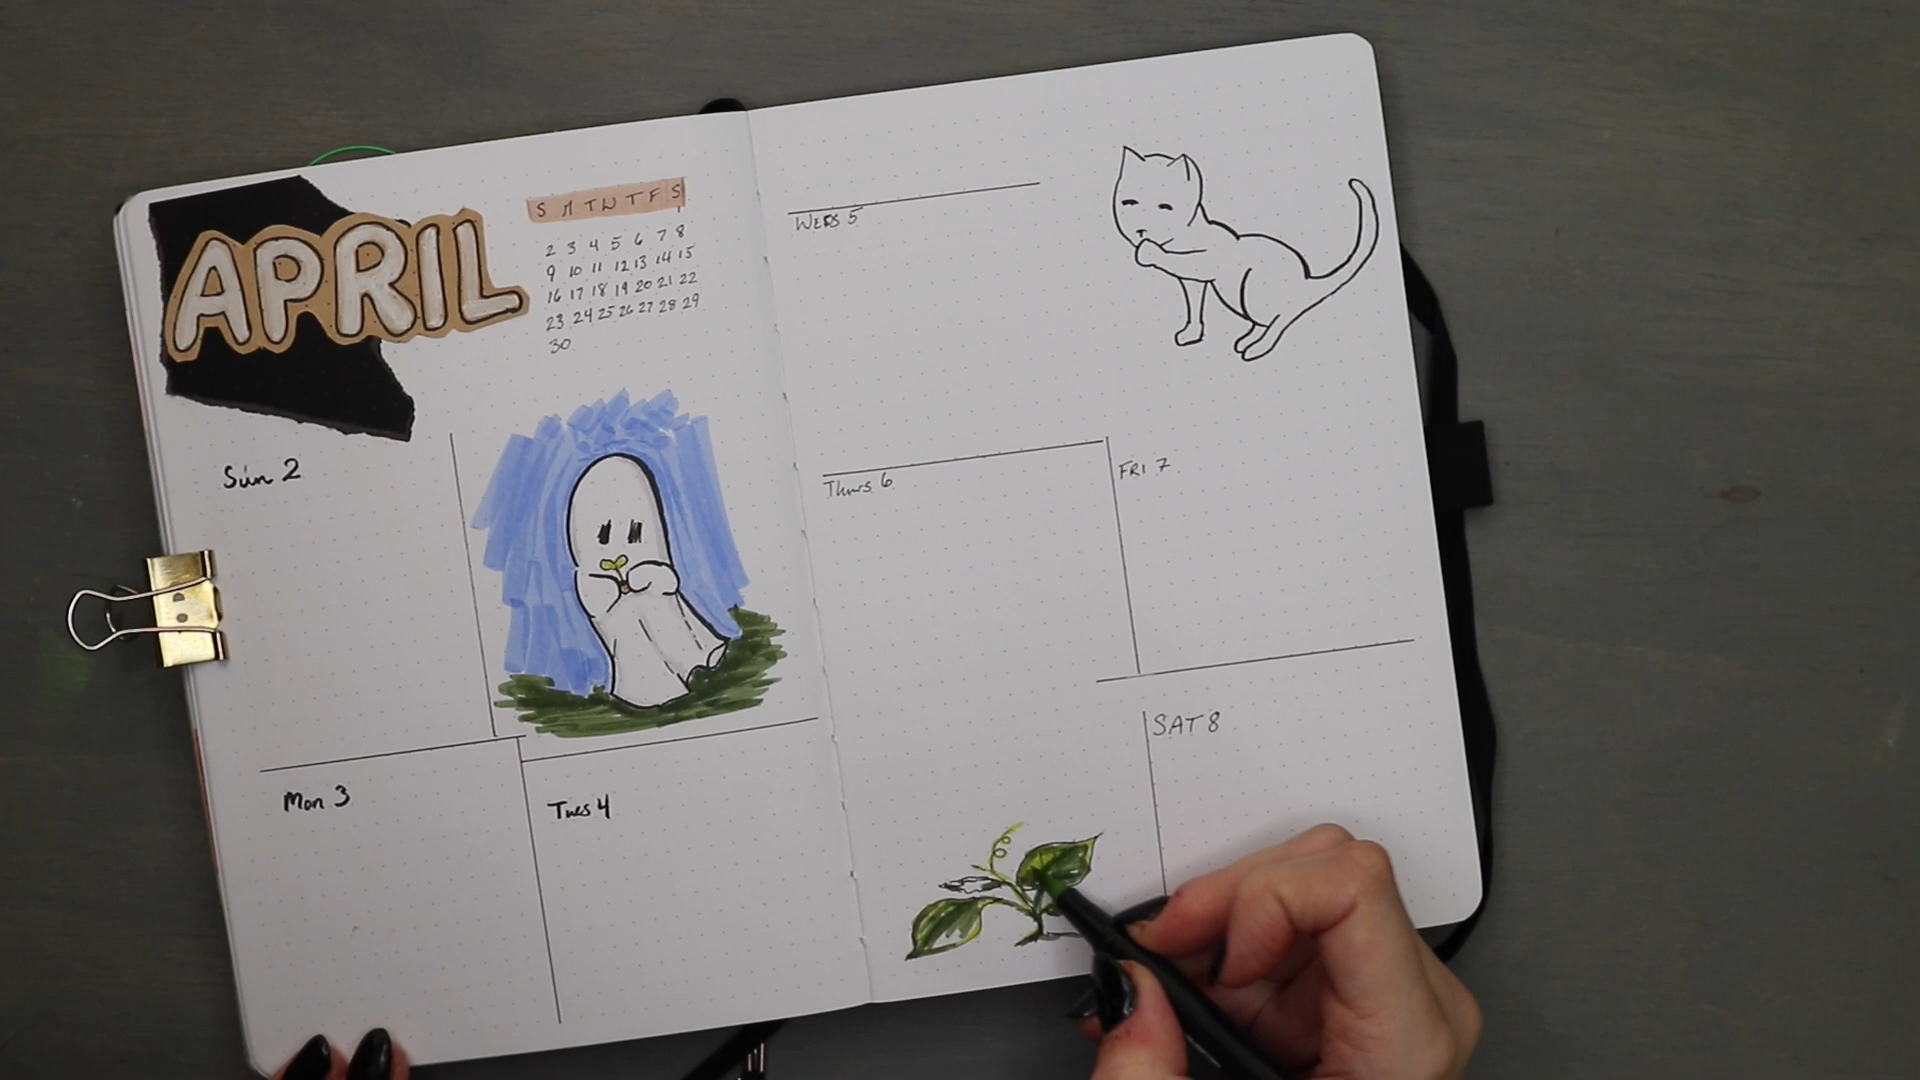 APRIL
S M T W T F S
1
2 3 4 5 6 7 8
9 10 11 12 13 14 15
16 17 18 19 20 21 22
23 24 25 26 27 28 29
30
Sun 2
Mon 3
Tues 4
WEDS 5
Thurs 6
FRI 7
SAT 8